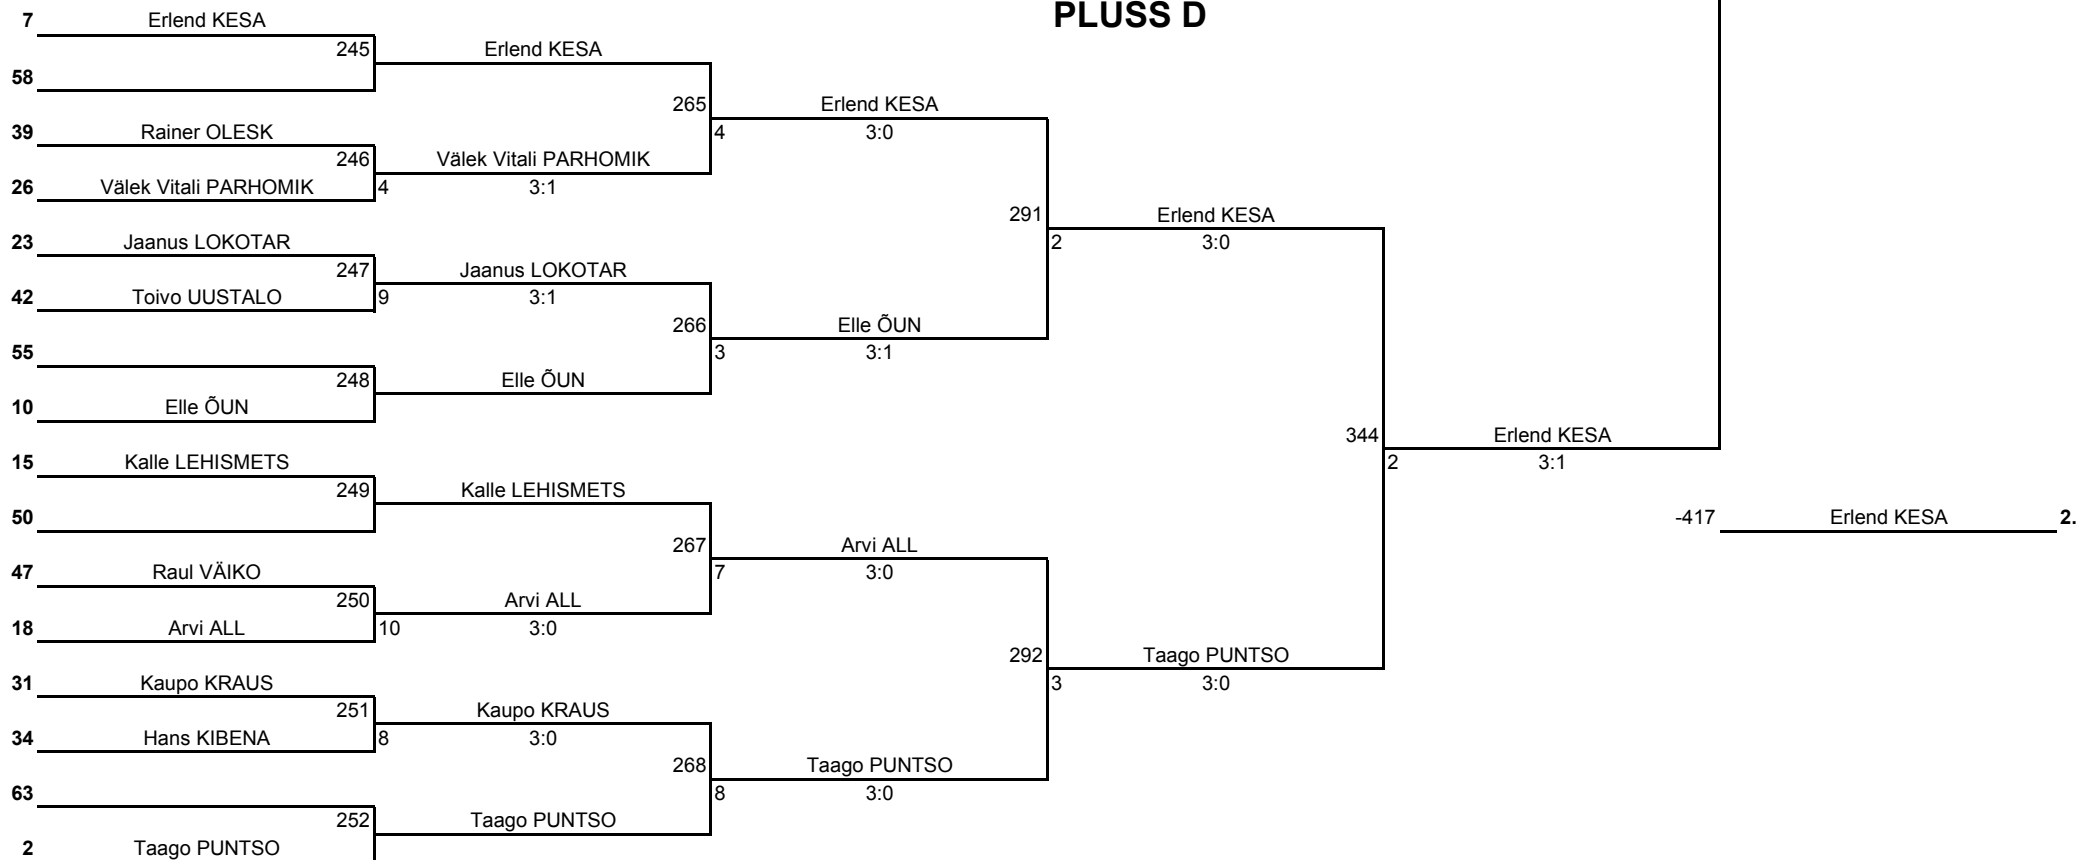 PLUSS D
7 Erlend KESA
245 Erlend KESA
58
265 Erlend KESA
39 Rainer OLESK 4 3:0
246 Välek Vitali PARHOMIK
26 Välek Vitali PARHOMIK 4 3:1
291 Erlend KESA
23 Jaanus LOKOTAR 2 3:0
247 Jaanus LOKOTAR
42 Toivo UUSTALO 9 3:1
266 Elle ÕUN
55 3 3:1
248 Elle ÕUN
10 Elle ÕUN
344 Erlend KESA
15 Kalle LEHISMETS 2 3:1
249 Kalle LEHISMETS
50 -417 Erlend KESA 2.
267 Arvi ALL
47 Raul VÄIKO 7 3:0
250 Arvi ALL
18 Arvi ALL 10 3:0
292 Taago PUNTSO
31 Kaupo KRAUS 3 3:0
251 Kaupo KRAUS
34 Hans KIBENA 8 3:0
268 Taago PUNTSO
63 8 3:0
252 Taago PUNTSO
2 Taago PUNTSO